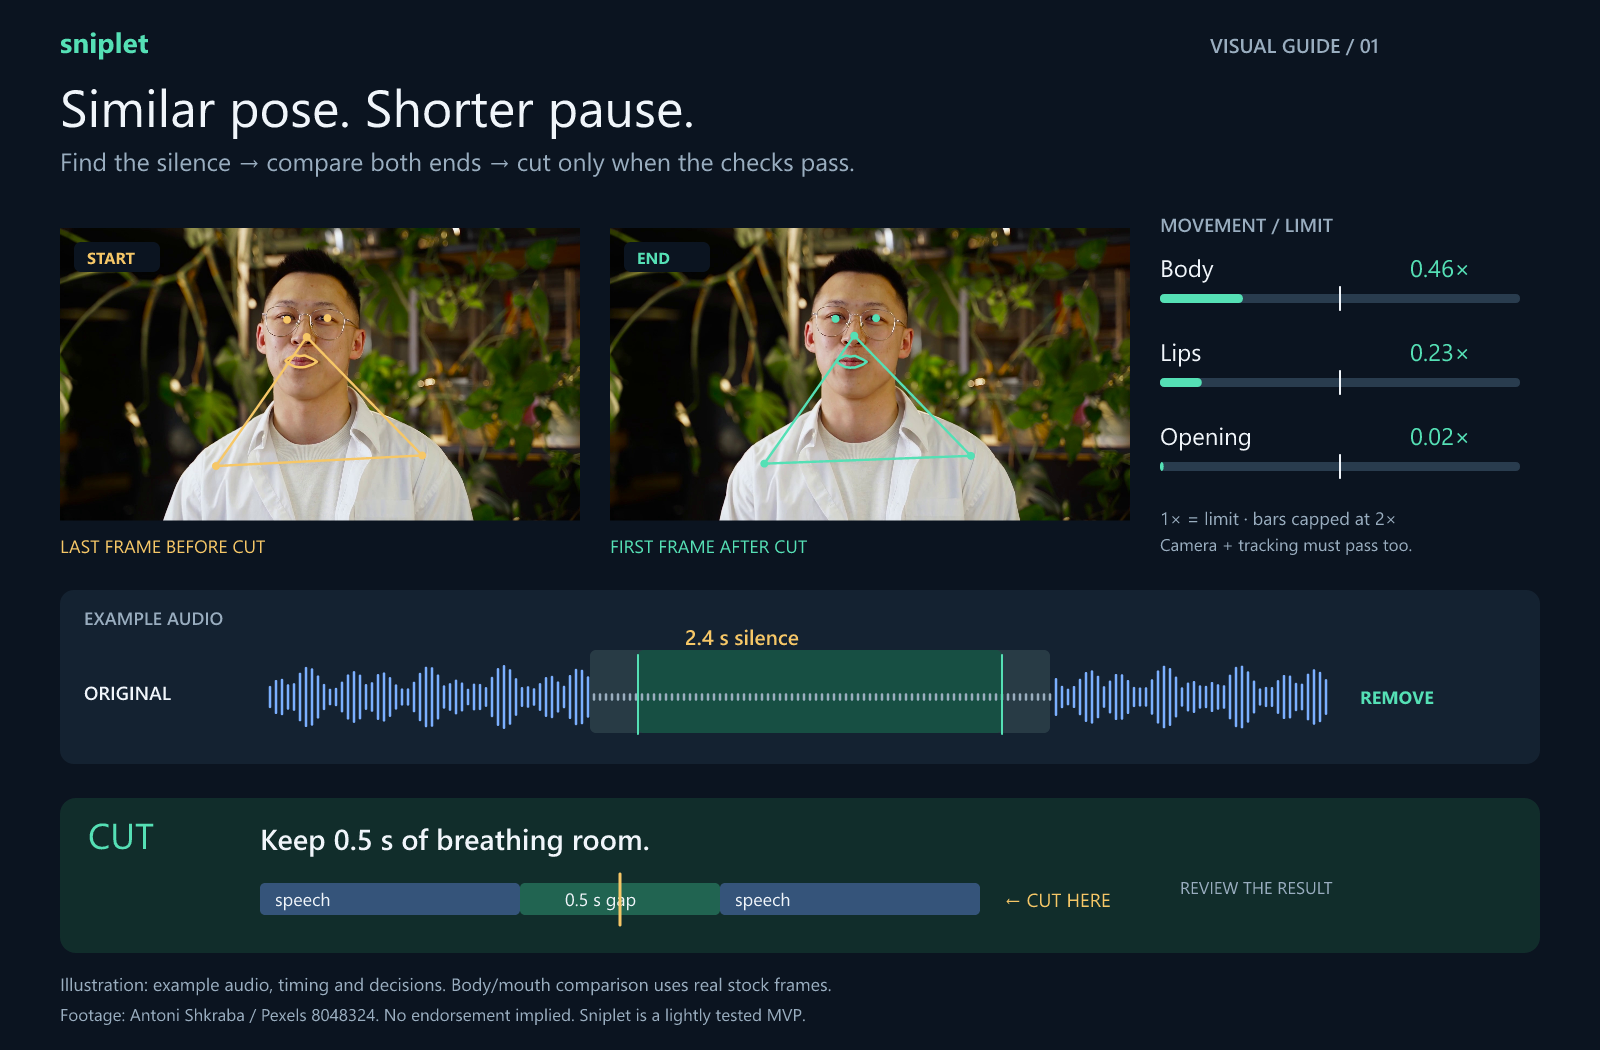 sniplet
VISUAL GUIDE / 01
Similar pose. Shorter pause.
Find the silence → compare both ends → cut only when the checks pass.
START
END
LAST FRAME BEFORE CUT
FIRST FRAME AFTER CUT
MOVEMENT / LIMIT
Body 0.46×
Lips 0.23×
Opening 0.02×
1× = limit · bars capped at 2×
Camera + tracking must pass too.
EXAMPLE AUDIO
2.4 s silence
ORIGINAL
REMOVE
CUT
Keep 0.5 s of breathing room.
speech
0.5 s gap
speech
← CUT HERE
REVIEW THE RESULT
Illustration: example audio, timing and decisions. Body/mouth comparison uses real stock frames.
Footage: Antoni Shkraba / Pexels 8048324. No endorsement implied. Sniplet is a lightly tested MVP.